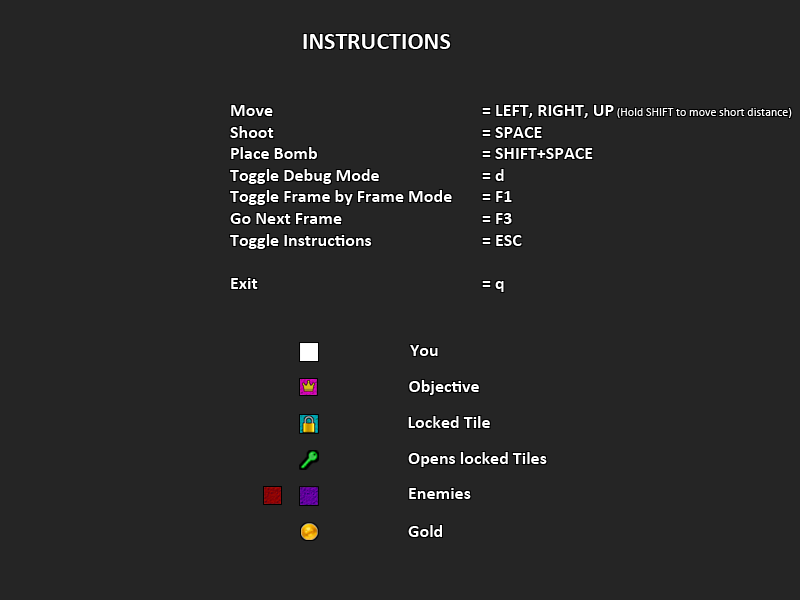 INSTRUCTIONS
Move = LEFT, RIGHT, UP (Hold SHIFT to move short distance)
Shoot = SPACE
Place Bomb = SHIFT+SPACE
Toggle Debug Mode = d
Toggle Frame by Frame Mode = F1
Go Next Frame = F3
Toggle Instructions = ESC
Exit = q
You
Objective
Locked Tile
Opens locked Tiles
Enemies
Gold